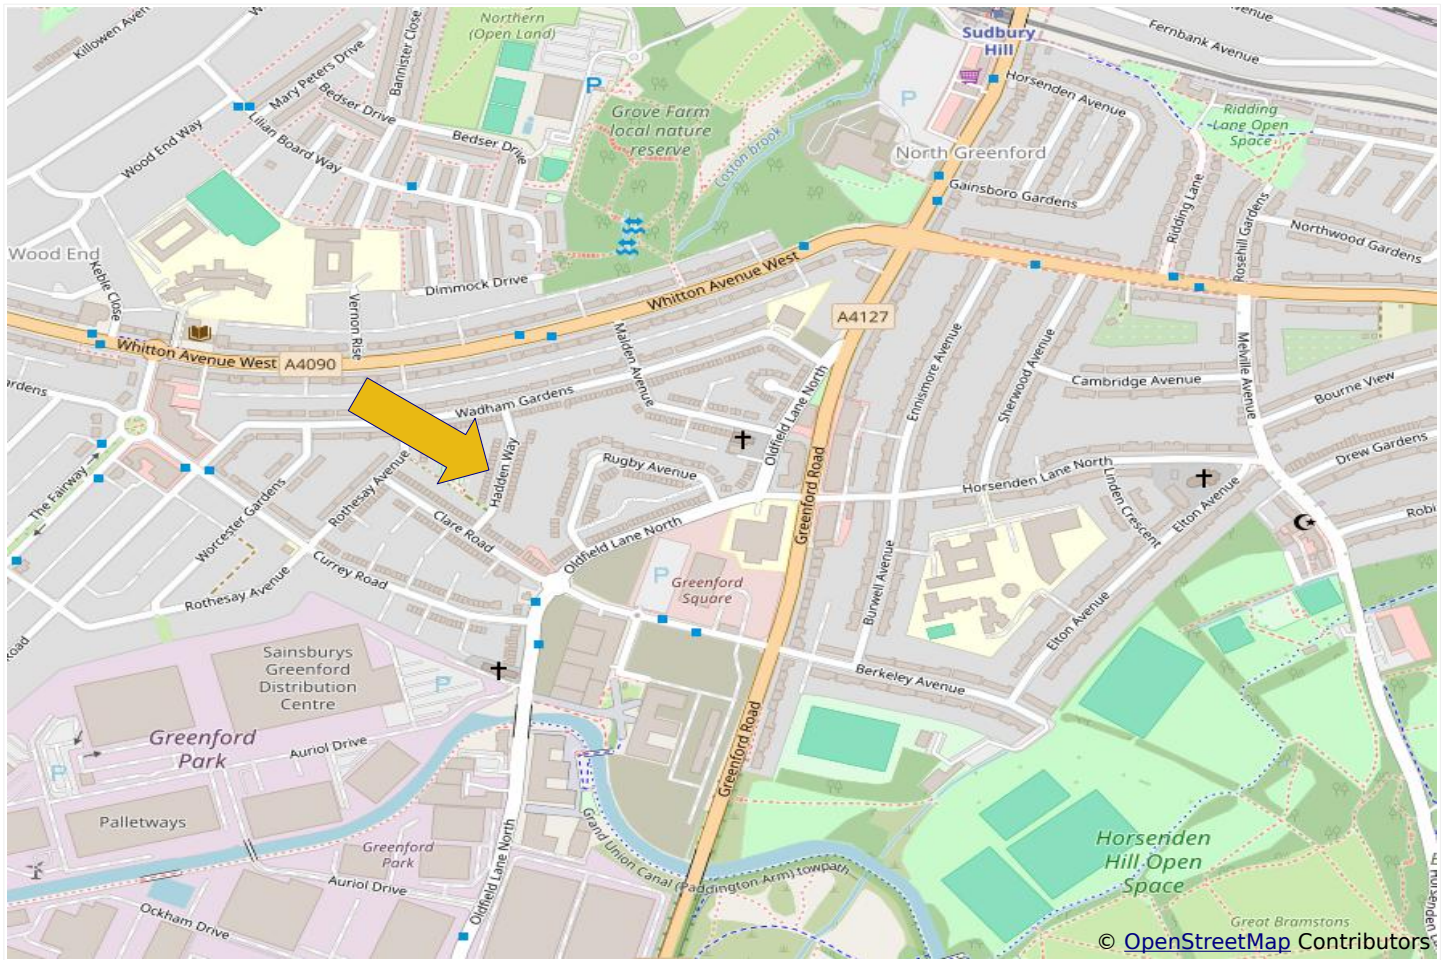 Killowen Aven
Mary Peters Drive
Bannister Close
Northern
(Open Land)
Sudbury
Hill
venue
Fernbank Avenue
Wood End Way
Lilian Board Way
Bedser Drive
Bedser Drive
P
Grove Farm
local nature
reserve
Coston brook
P
Horsenden Avenue
North Greenford
Gainsboro Gardens
Ridding
Lane Open
Space
Ridding Lane
Rosehill Gardens
Northwood Gardens
Wood End
Keble Close
Vernon Rise
Dimmock Drive
Whitton Avenue West
Whitton Avenue West
A4090
A4127
Malden Avenue
Ennismore Avenue
Sherwood Avenue
Cambridge Avenue
Melville Avenue
Bourne View
Drew Gardens
ardens
Wadham Gardens
Oldfield Lane North
Hadden Way
Rugby Avenue
The Fairway
Worcester Gardens
Rothesay Avenue
Clare Road
Currey Road
Rothesay Avenue
Oldfield Lane North
Greenford Road
Horsenden Lane North
Linden Crescent
Elton Avenue
Robi
P
Greenford
Square
Burwell Avenue
Elton Avenue
Berkeley Avenue
Road
Sainsburys
Greenford
Distribution
Centre
P
Greenford
Park
Auriol Drive
P
Palletways
Greenford
Park
Auriol Drive
Ockham Drive
Oldfield Lane North
Greenford Road
Grand Union Canal (Paddington Arm) towpath
Horsenden
Hill Open
Space
Great Bramstons
Horsenden
© OpenStreetMap Contributors